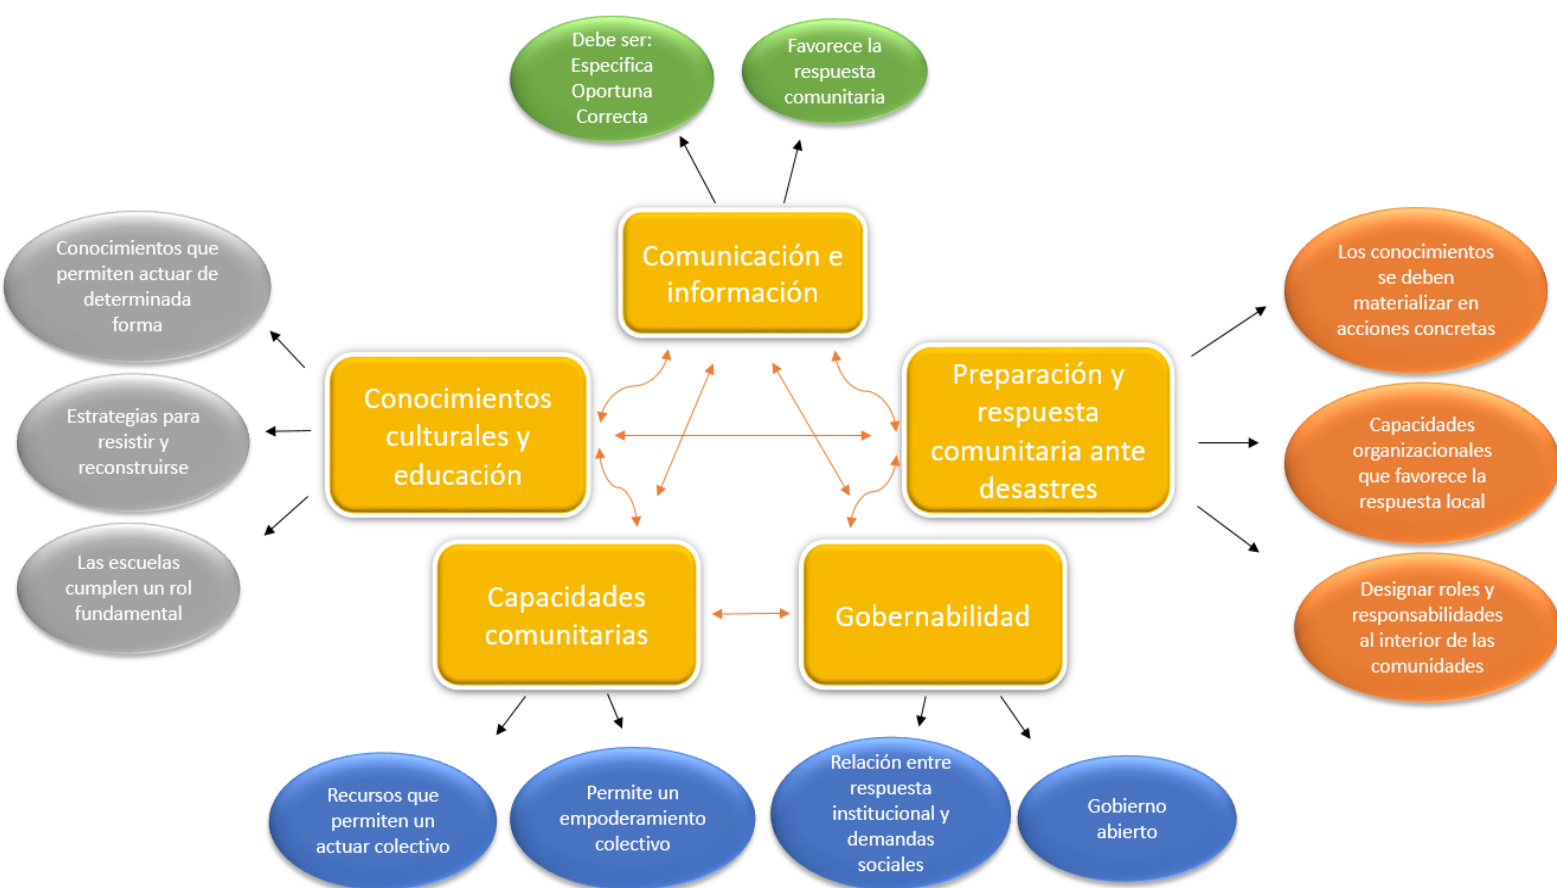 Debe ser:
Especifica
Oportuna
Correcta
Favorece la
respuesta
comunitaria
Comunicación e
información
Conocimientos que
permiten actuar de
determinada
forma
Estrategias para
resistir y
reconstruirse
Las escuelas
cumplen un rol
fundamental
Conocimientos
culturales y
educación
Preparación y
respuesta
comunitaria ante
desastres
Los conocimientos
se deben
materializar en
acciones concretas
Capacidades
organizacionales
que favorece la
respuesta local
Designar roles y
responsabilidades
al interior de las
comunidades
Capacidades
comunitarias
Gobernabilidad
Recursos que
permiten un
actuar colectivo
Permite un
empoderamiento
colectivo
Relación entre
respuesta
institucional y
demandas
sociales
Gobierno
abierto